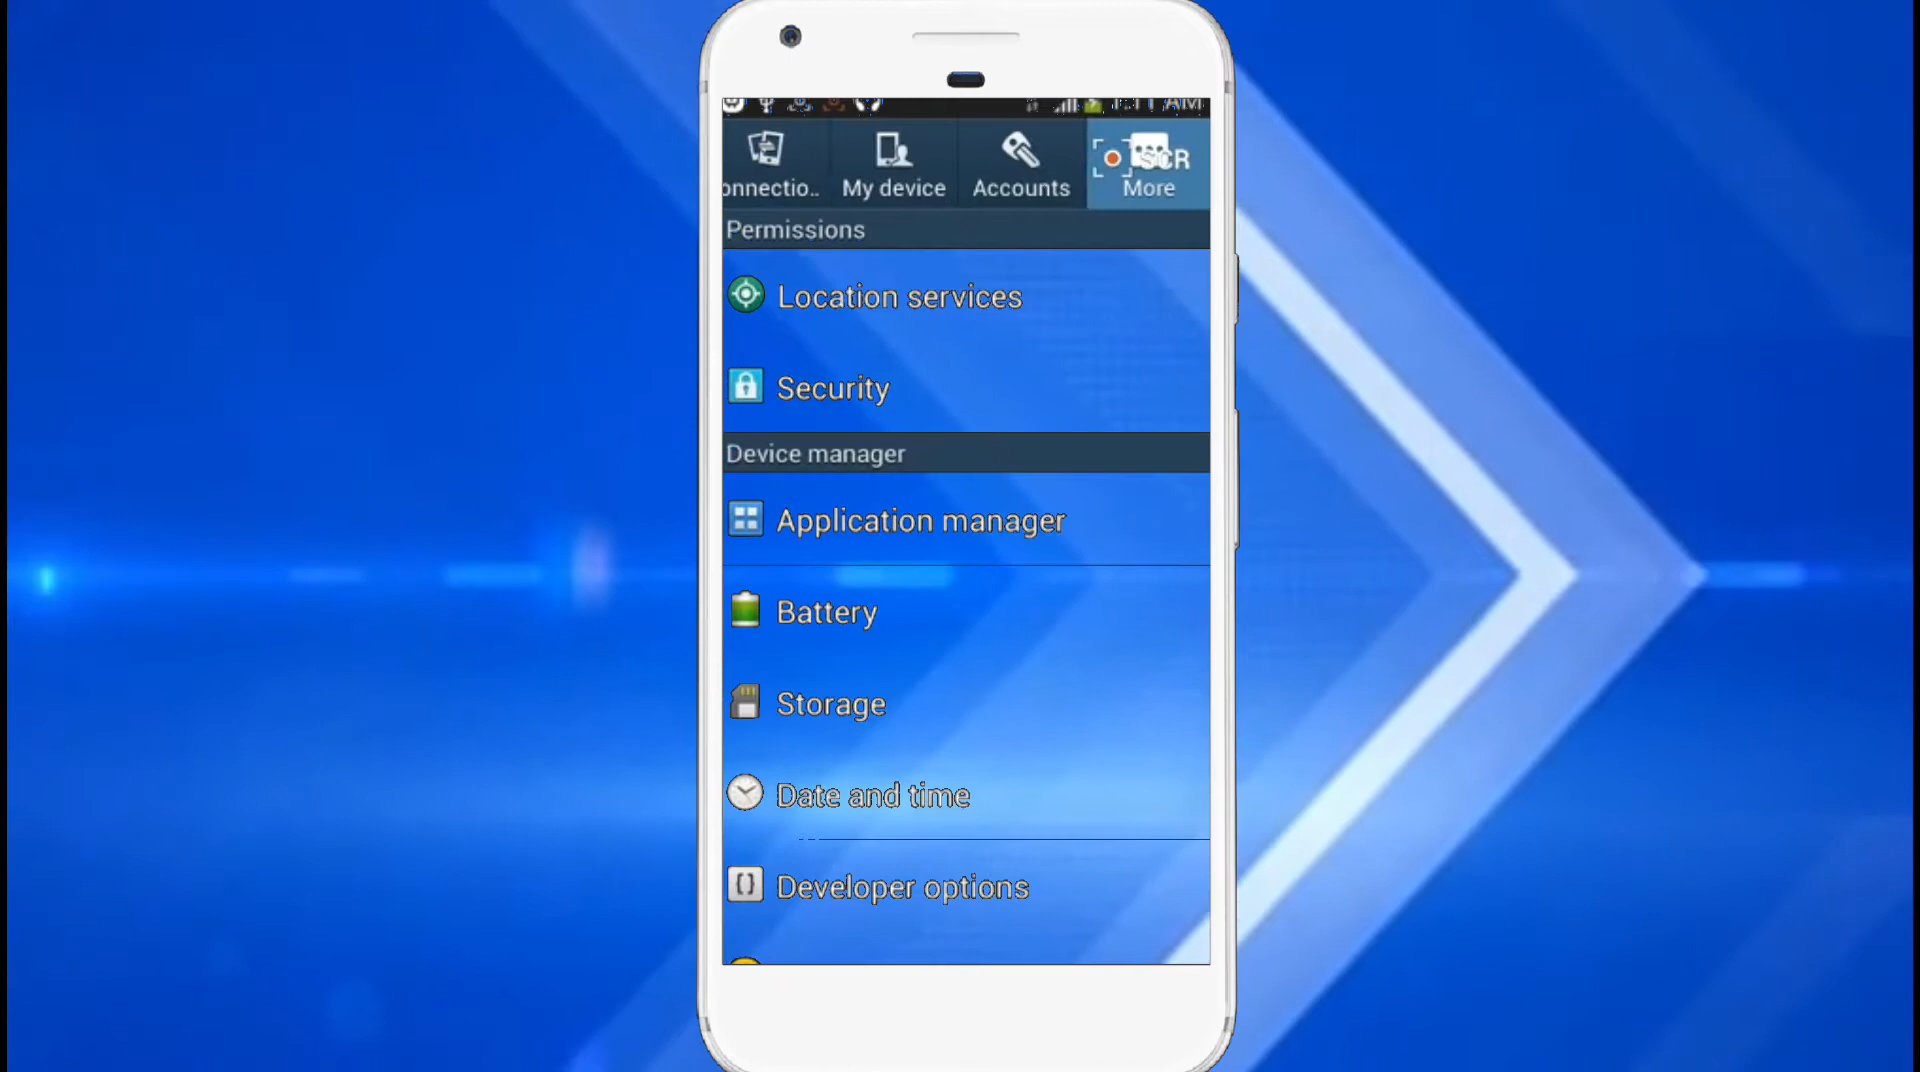 onnectio..
My device
Accounts
SCR
More
Permissions
Location services
Security
Device manager
Application manager
Battery
Storage
Date and time
Developer options